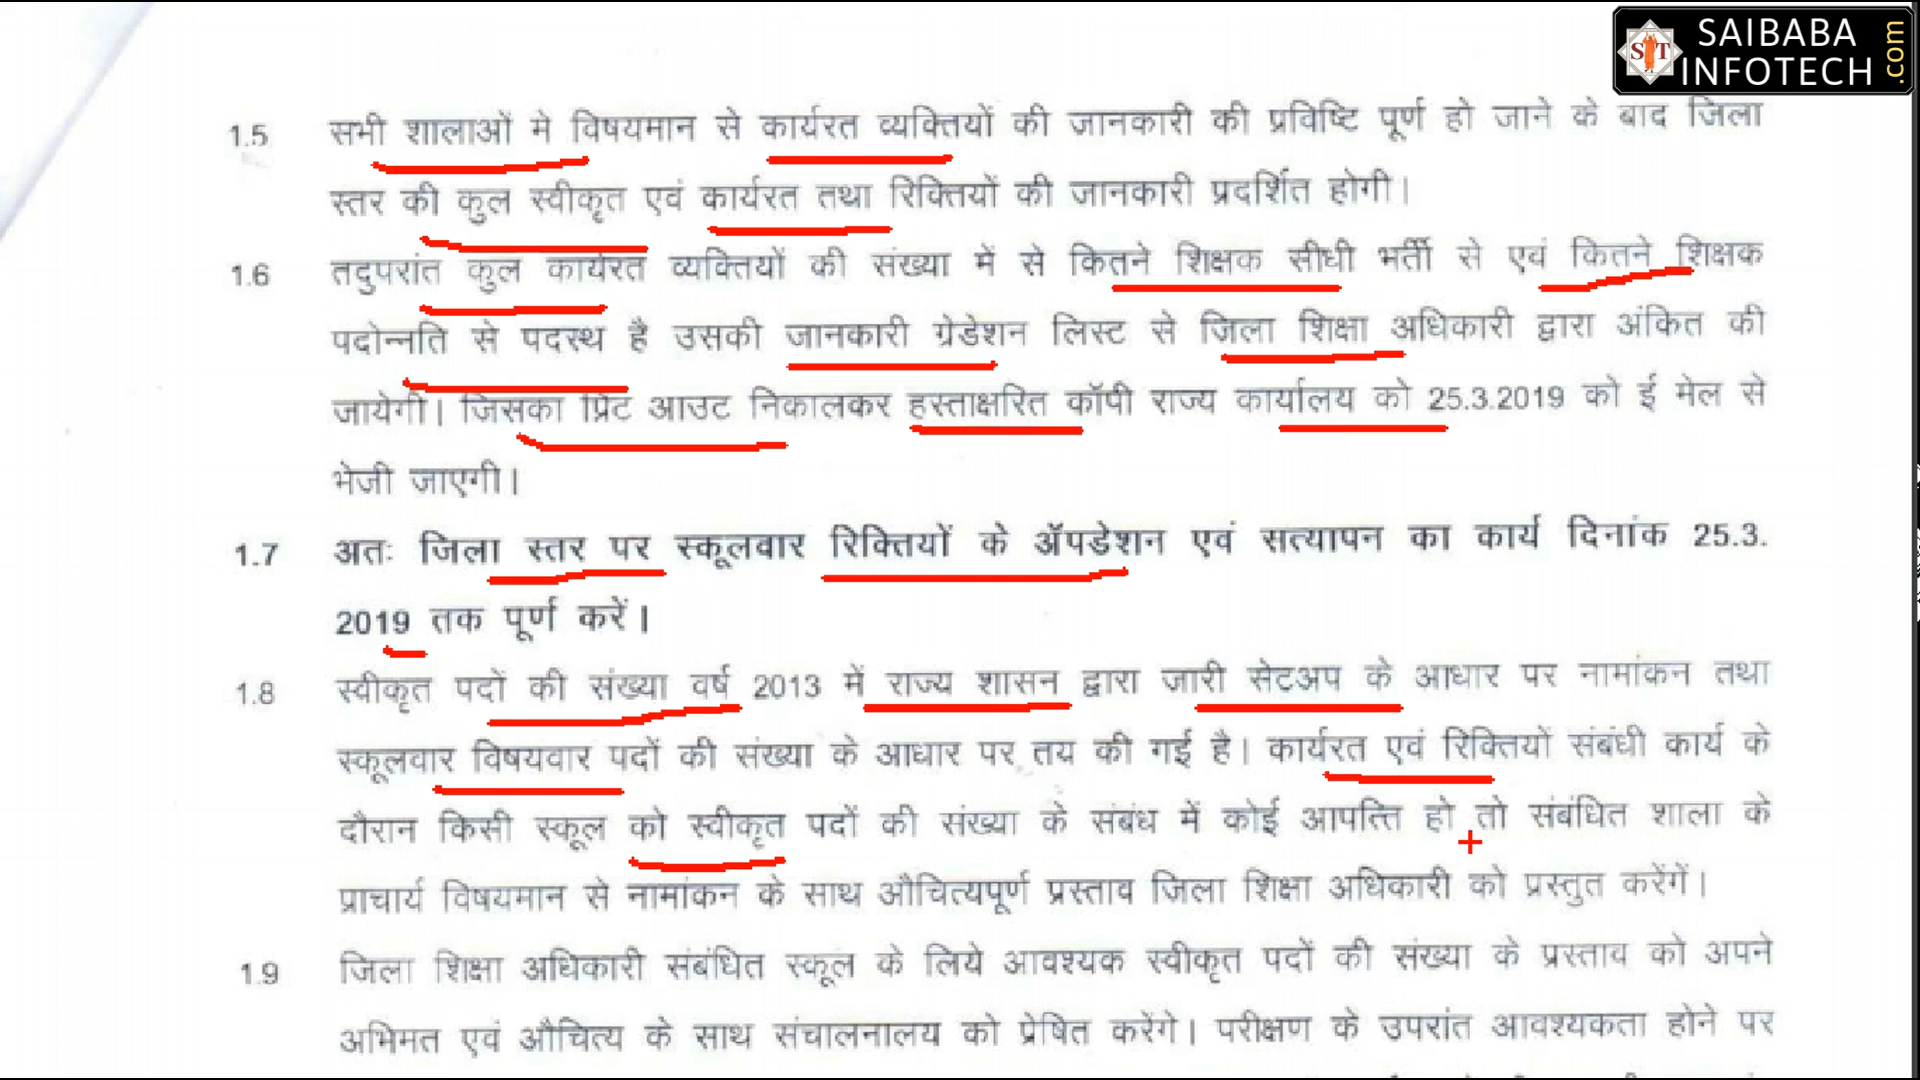 SAIBABA
INFOTECH .com
ST
1.5 सभी शालाओं मे विषयमान से कार्यरत व्यक्तियों की जानकारी की प्रविष्टि पूर्ण हो जाने के बाद जिला
स्तर की कुल स्वीकृत एवं कार्यरत तथा रिक्तियों की जानकारी प्रदर्शित होगी।
1.6 तदुपरांत कुल कार्यरत व्यक्तियों की संख्या में से कितने शिक्षक सीधी भर्ती से एवं कितने शिक्षक
पदोन्नति से पदस्थ है उसकी जानकारी ग्रेडेशन लिस्ट से जिला शिक्षा अधिकारी द्वारा अंकित की
जायेगी। जिसका प्रिंट आउट निकालकर हस्ताक्षरित कॉपी राज्य कार्यालय को 25.3.2019 को ई मेल से
भेजी जाएगी।
1.7 अतः जिला स्तर पर स्कूलवार रिक्तियों के ॲपडेशन एवं सत्यापन का कार्य दिनांक 25.3.
2019 तक पूर्ण करें।
1.8 स्वीकृत पदों की संख्या वर्ष 2013 में राज्य शासन द्वारा जारी सेटअप के आधार पर नामांकन तथा
स्कूलवार विषयवार पदों की संख्या के आधार पर तय की गई है। कार्यरत एवं रिक्तियों संबंधी कार्य के
दौरान किसी स्कूल को स्वीकृत पदों की संख्या के संबंध में कोई आपत्ति हो तो संबंधित शाला के
प्राचार्य विषयमान से नामांकन के साथ औचित्यपूर्ण प्रस्ताव जिला शिक्षा अधिकारी को प्रस्तुत करेंगें।
1.9 जिला शिक्षा अधिकारी संबंधित स्कूल के लिये आवश्यक स्वीकृत पदों की संख्या के प्रस्ताव को अपने
अभिमत एवं औचित्य के साथ संचालनालय को प्रेषित करेंगे। परीक्षण के उपरांत आवश्यकता होने पर